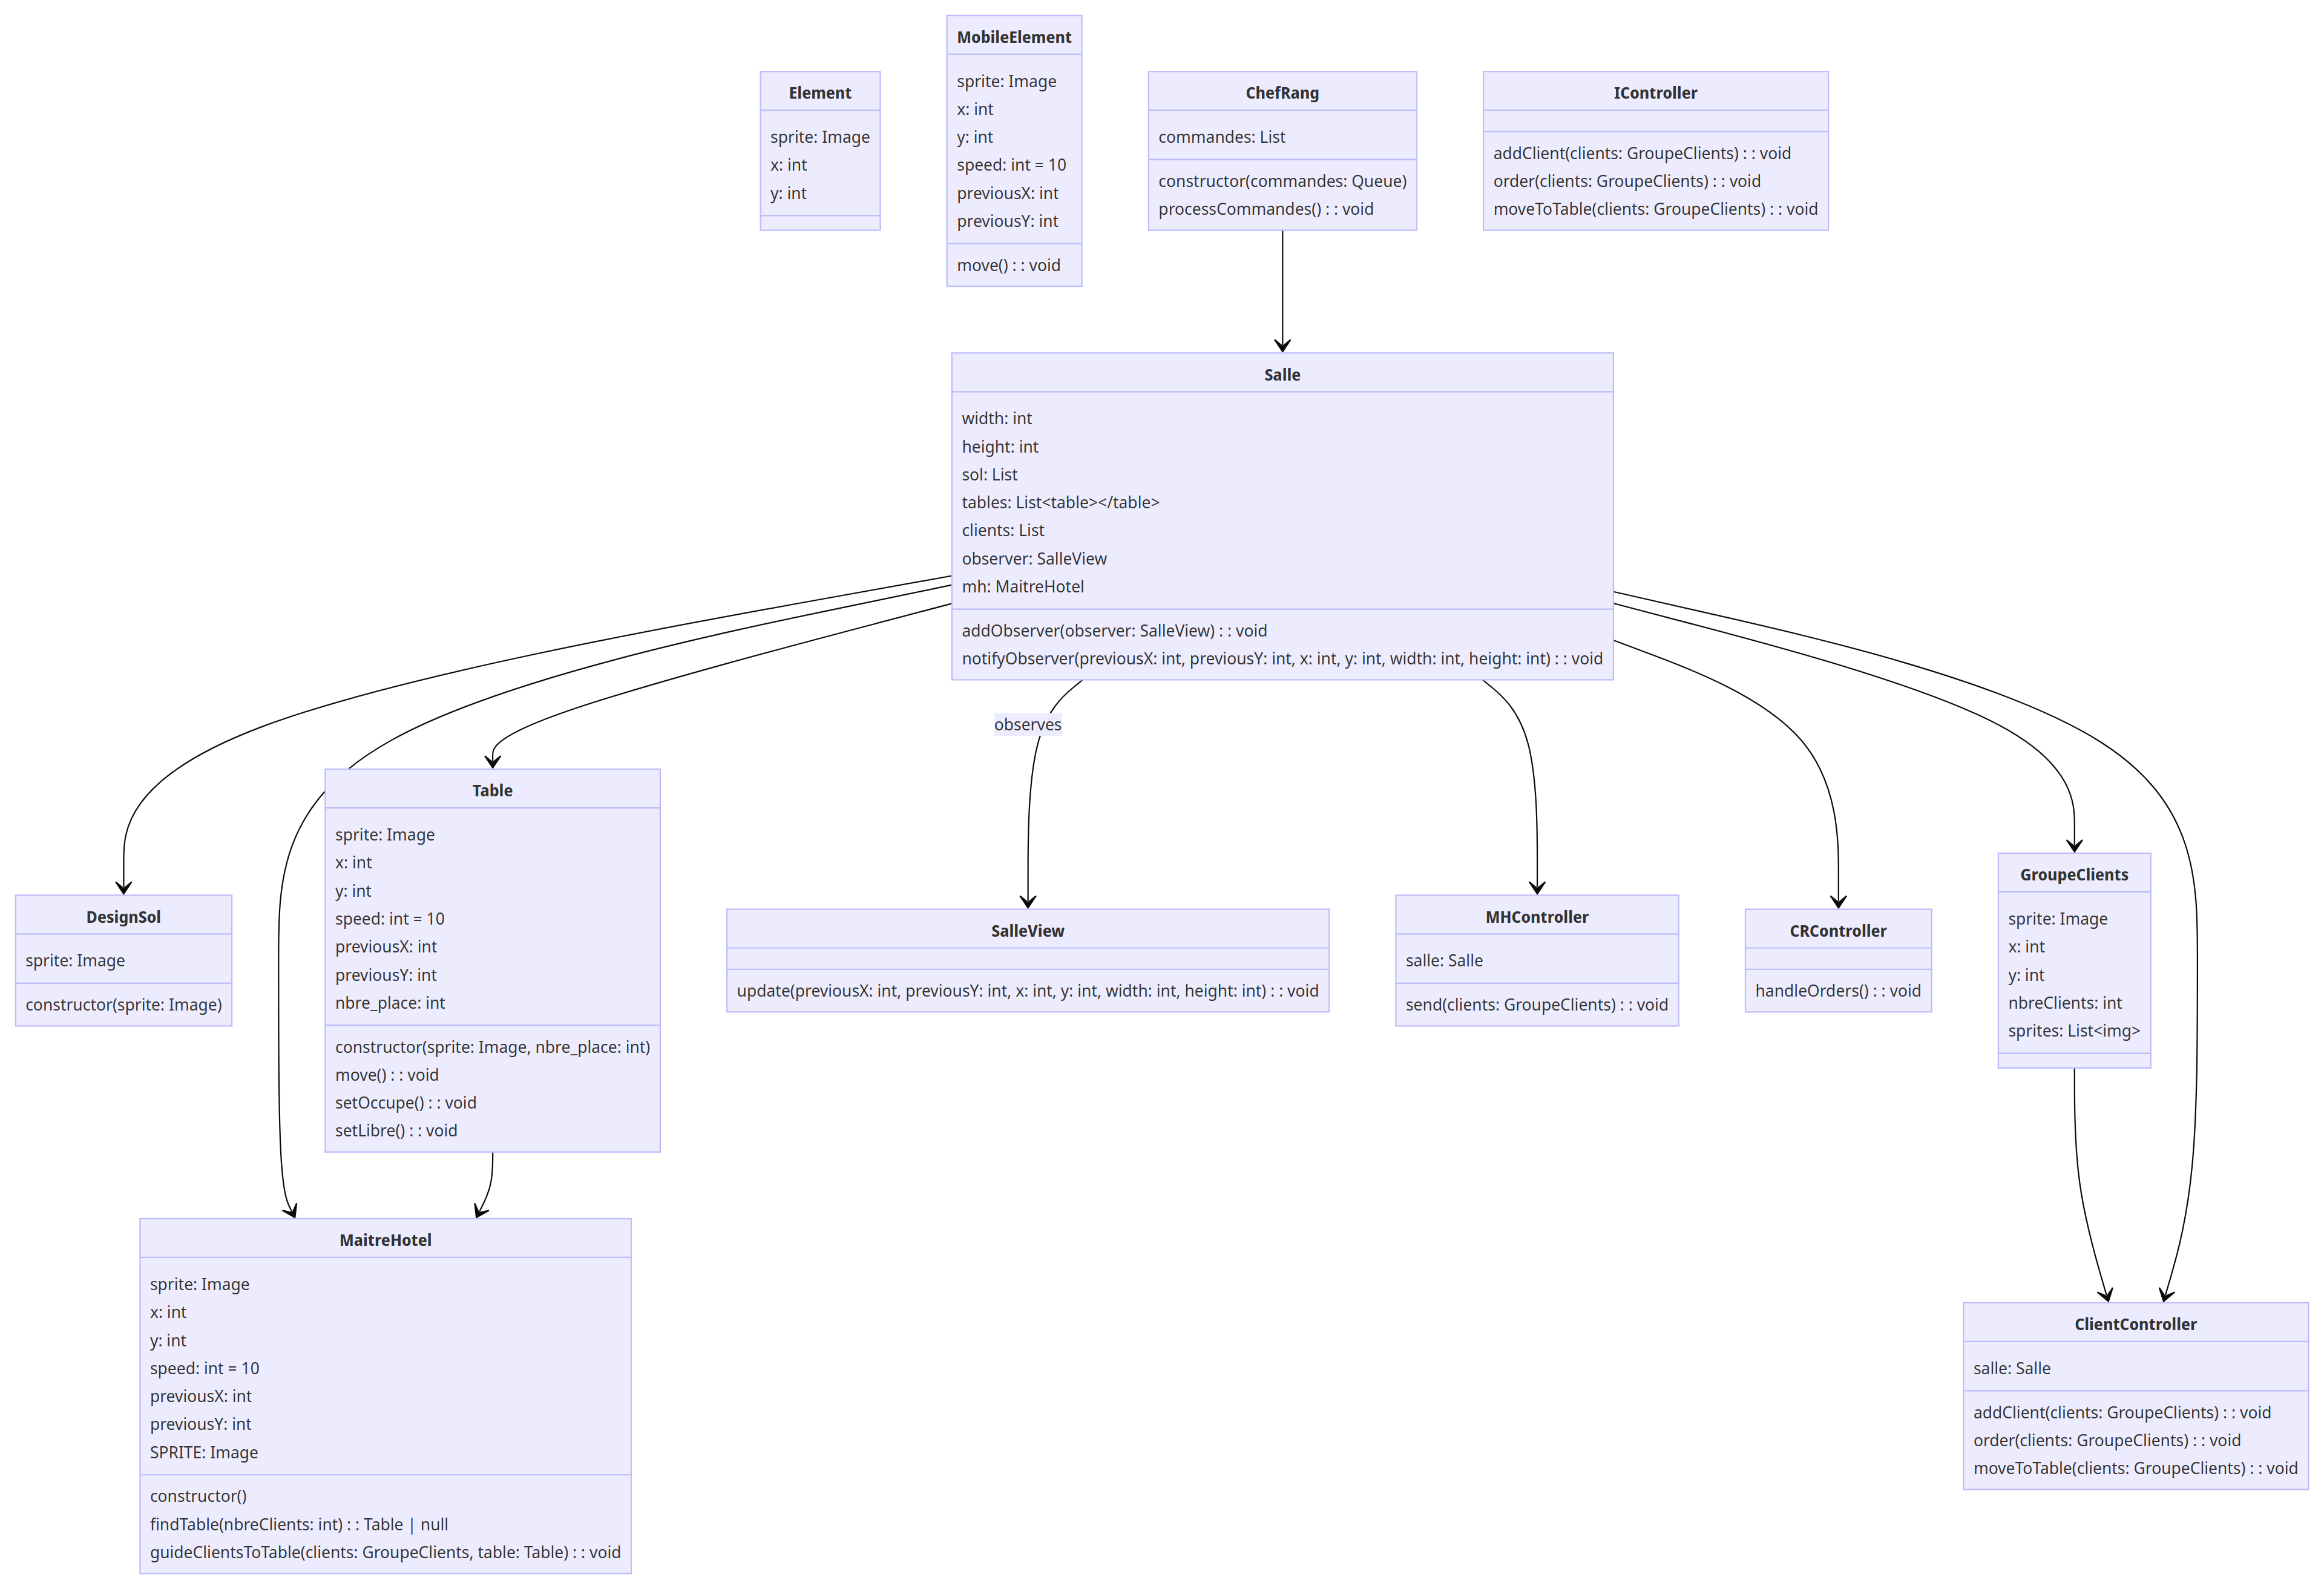 Element
sprite: Image
x: int
y: int
MobileElement
sprite: Image
x: int
y: int
speed: int = 10
previousX: int
previousY: int
move() : : void
ChefRang
commandes: List
constructor(commandes: Queue)
processCommandes() : : void
IController
addClient(clients: GroupeClients) : : void
order(clients: GroupeClients) : : void
moveToTable(clients: GroupeClients) : : void
Salle
width: int
height: int
sol: List
tables: List<table></table>
clients: List
observer: SalleView
mh: MaitreHotel
addObserver(observer: SalleView) : : void
notifyObserver(previousX: int, previousY: int, x: int, y: int, width: int, height: int) : : void
observes
DesignSol
sprite: Image
constructor(sprite: Image)
Table
sprite: Image
x: int
y: int
speed: int = 10
previousX: int
previousY: int
nbre_place: int
constructor(sprite: Image, nbre_place: int)
move() : : void
setOccupe() : : void
setLibre() : : void
SalleView
update(previousX: int, previousY: int, x: int, y: int, width: int, height: int) : : void
MHController
salle: Salle
send(clients: GroupeClients) : : void
CRController
handleOrders() : : void
GroupeClients
sprite: Image
x: int
y: int
nbreClients: int
sprites: List<img>
MaitreHotel
sprite: Image
x: int
y: int
speed: int = 10
previousX: int
previousY: int
SPRITE: Image
constructor()
findTable(nbreClients: int) : : Table | null
guideClientsToTable(clients: GroupeClients, table: Table) : : void
ClientController
salle: Salle
addClient(clients: GroupeClients) : : void
order(clients: GroupeClients) : : void
moveToTable(clients: GroupeClients) : : void